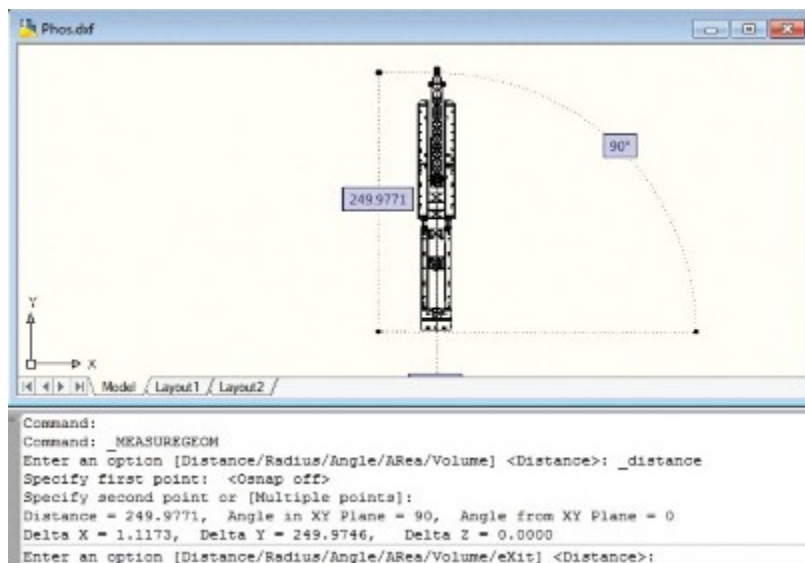 Phos.dxf
90°
249.9771
Y
X
Model / Layout1 / Layout2 /
Command:
Command: _MEASUREGEOM
Enter an option [Distance/Radius/Angle/ARea/Volume] <Distance>: _distance
Specify first point:  <Osnap off>
Specify second point or [Multiple points]:
Distance = 249.9771,  Angle in XY Plane = 90,  Angle from XY Plane = 0
Delta X = 1.1173,  Delta Y = 249.9746,   Delta Z = 0.0000
Enter an option [Distance/Radius/Angle/ARea/Volume/eXit] <Distance>: